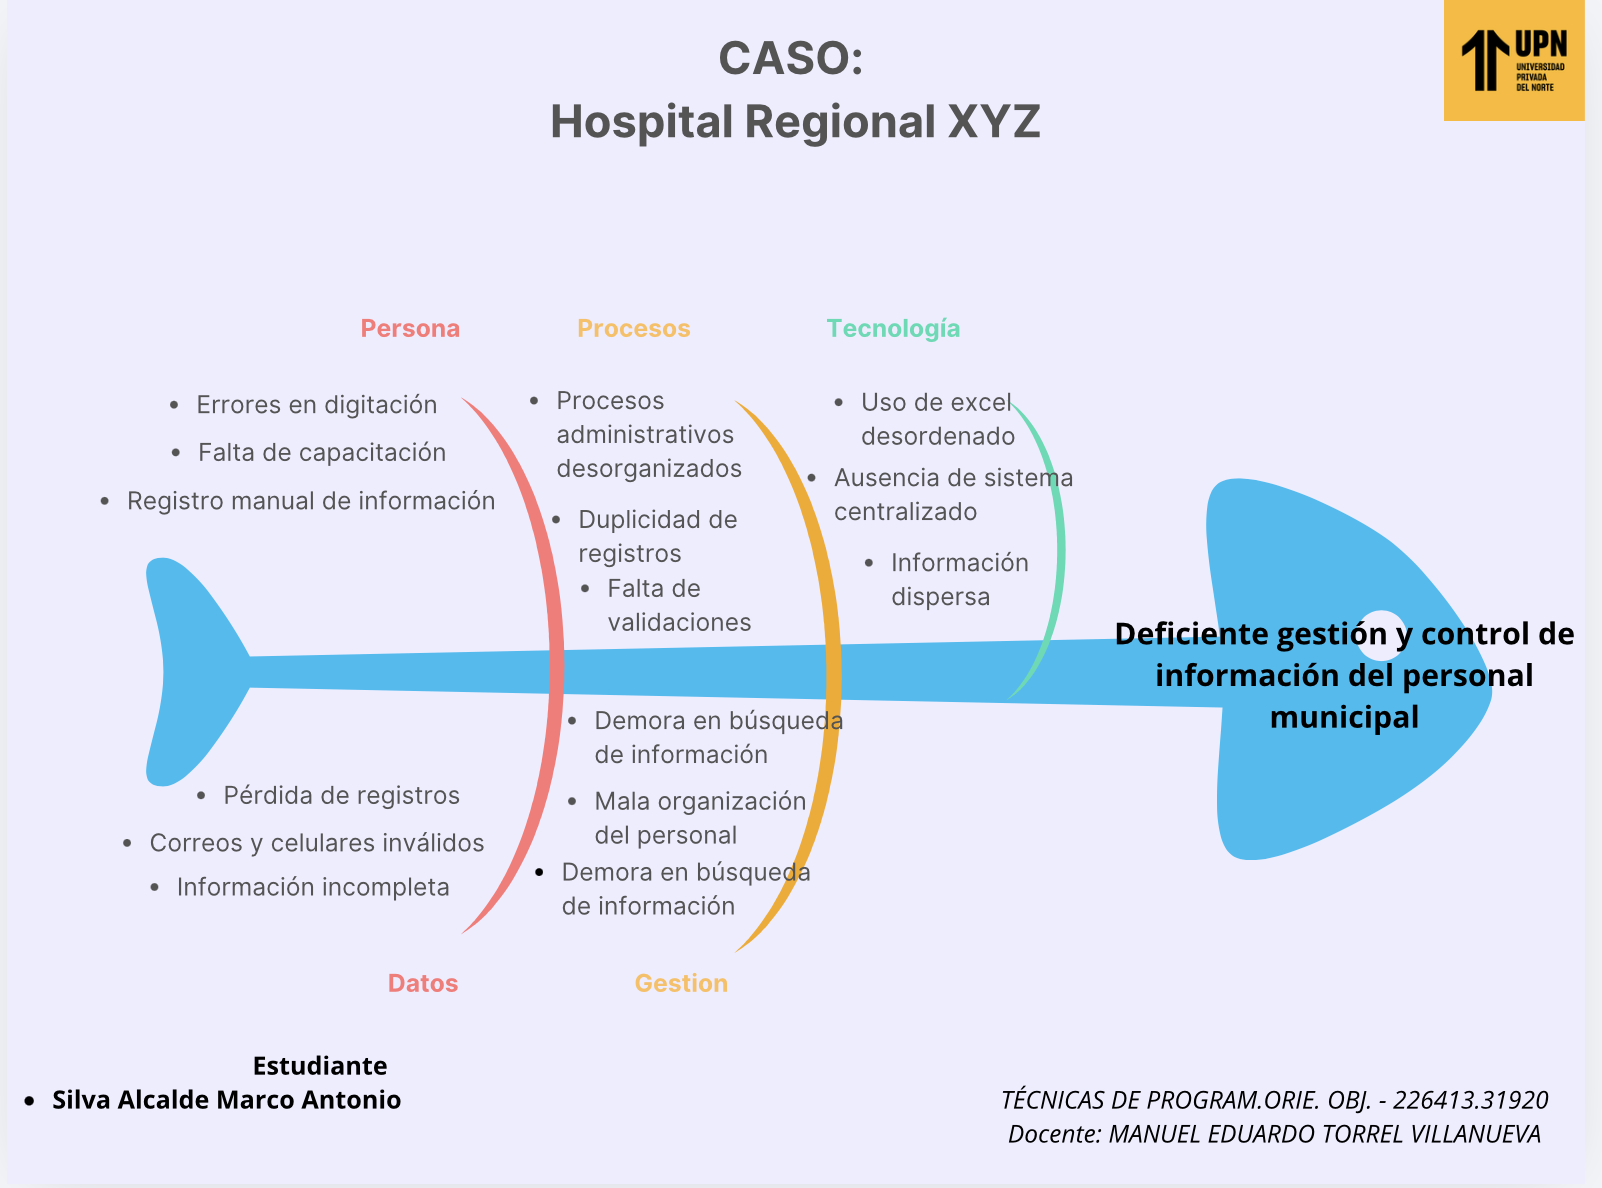 CASO:
Hospital Regional XYZ
UPN
UNIVERSIDAD
PRIVADA
DEL NORTE
Persona
Procesos
Tecnología
• Errores en digitación
• Falta de capacitación
• Registro manual de información
• Procesos
administrativos
desorganizados
• Duplicidad de
registros
• Falta de
validaciones
• Uso de excel
desordenado
• Ausencia de sistema
centralizado
• Información
dispersa
Deficiente gestión y control de
información del personal
municipal
• Pérdida de registros
• Correos y celulares inválidos
• Información incompleta
• Demora en búsqueda
de información
• Mala organización
del personal
• Demora en búsqueda
de información
Datos
Gestion
Estudiante
• Silva Alcalde Marco Antonio
TÉCNICAS DE PROGRAM.ORIE. OBJ. - 226413.31920
Docente: MANUEL EDUARDO TORREL VILLANUEVA